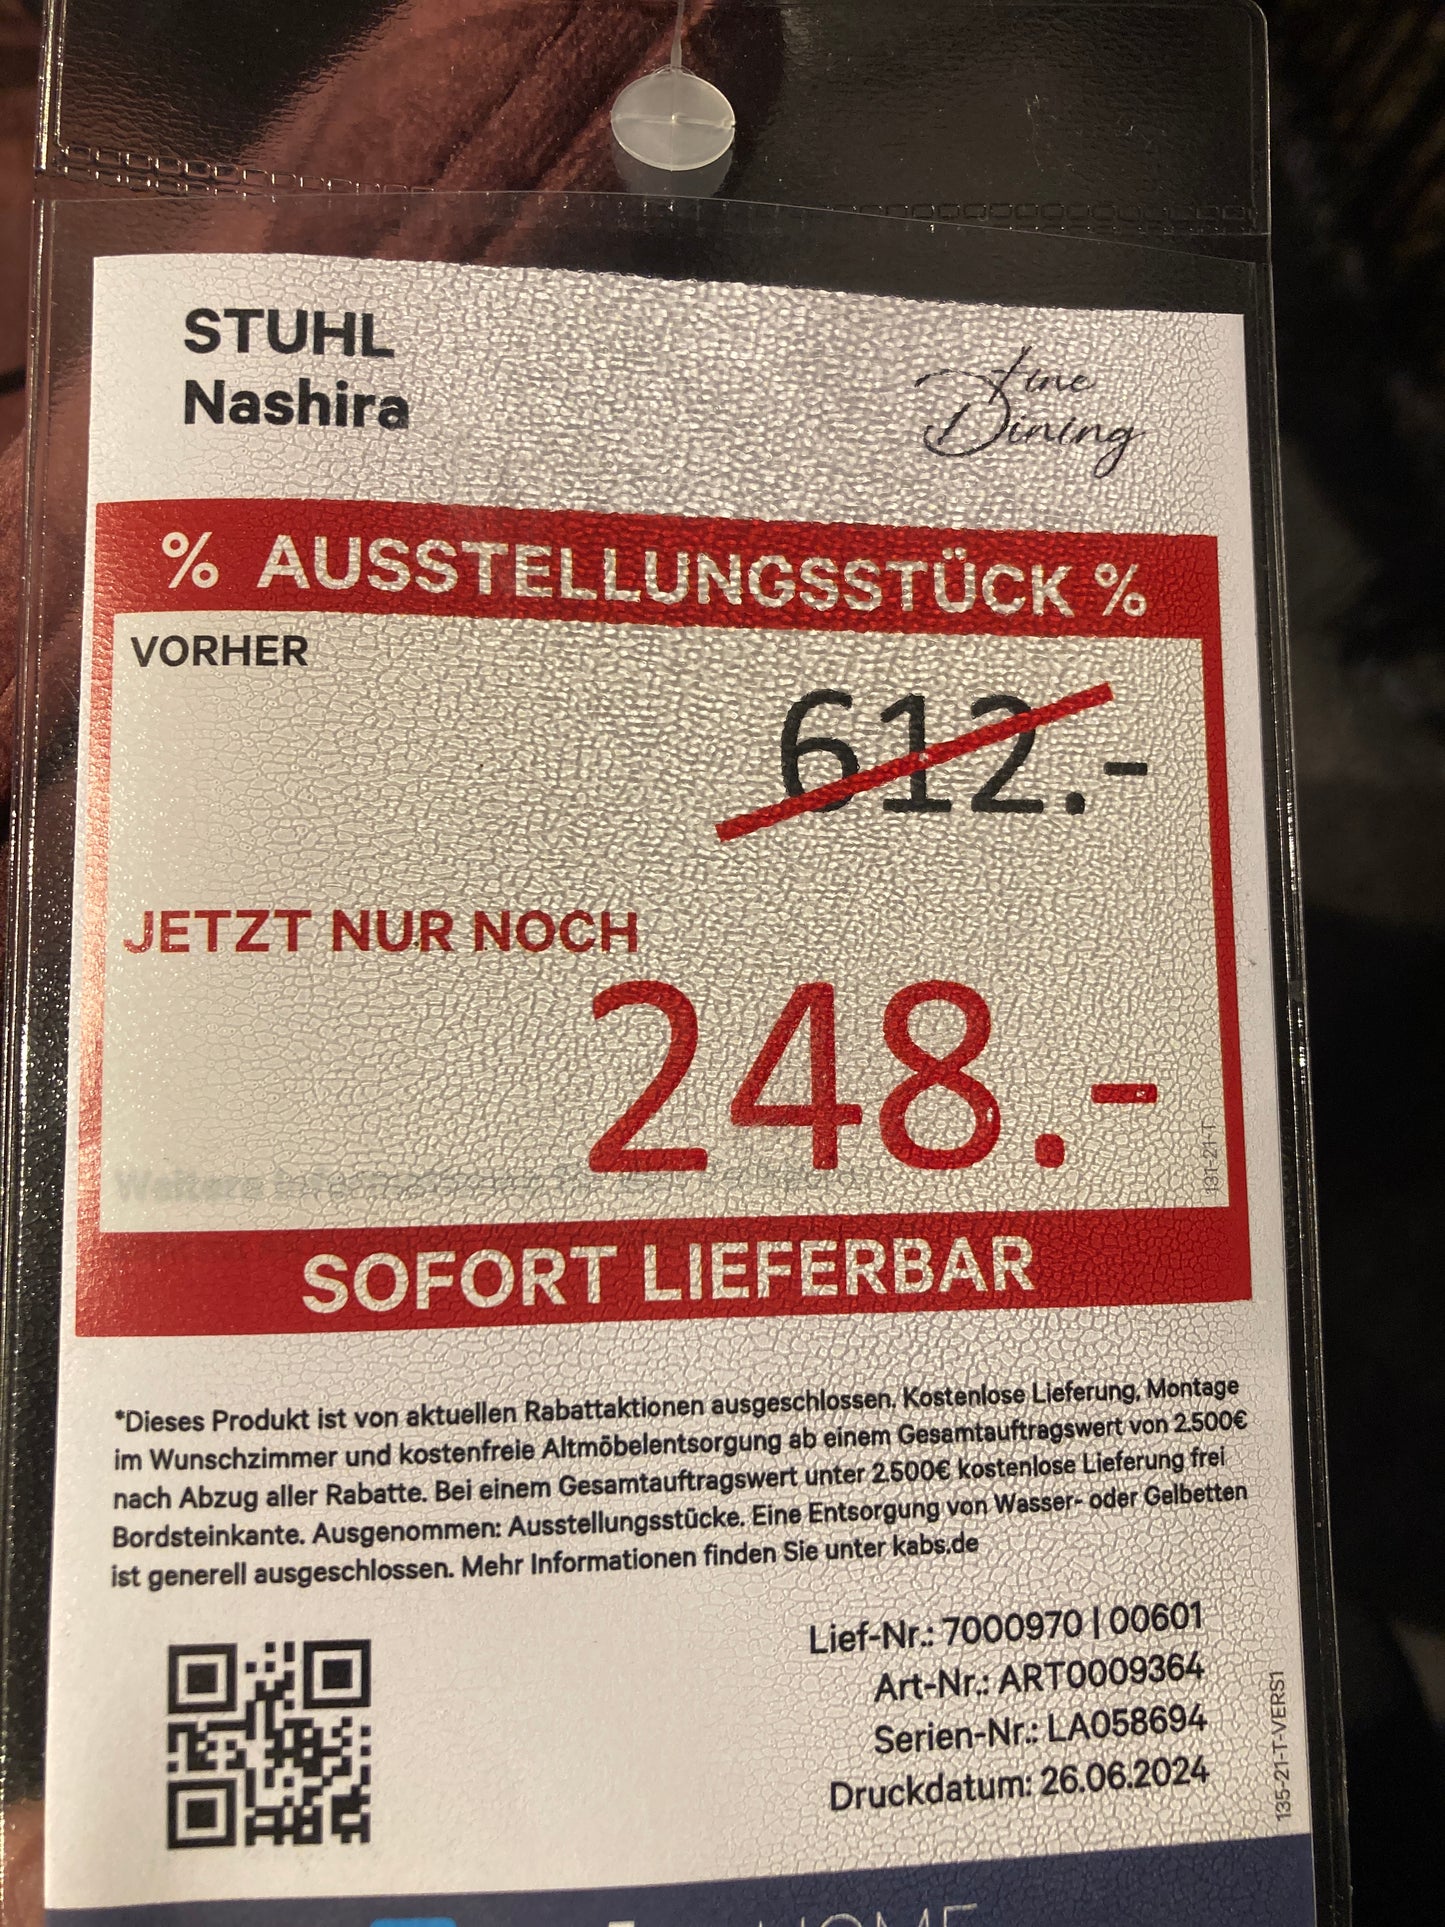 STUHL
Nashira
Fine
Dining
% AUSSTELLUNGSSTÜCK %
VORHER
612.-
JETZT NUR NOCH
248.-
131-21-T
SOFORT LIEFERBAR
*Dieses Produkt ist von aktuellen Rabattaktionen ausgeschlossen. Kostenlose Lieferung, Montage
im Wunschzimmer und kostenfreie Altmöbelentsorgung ab einem Gesamtauftragswert von 2.500€
nach Abzug aller Rabatte. Bei einem Gesamtauftragswert unter 2.500€ kostenlose Lieferung frei
Bordsteinkante. Ausgenommen: Ausstellungsstücke. Eine Entsorgung von Wasser- oder Gelbetten
ist generell ausgeschlossen. Mehr Informationen finden Sie unter kabs.de
Lief-Nr.: 7000970 | 00601
Art-Nr.: ART0009364
Serien-Nr.: LA058694
Druckdatum: 26.06.2024
135-21-T-VERS1
HOME